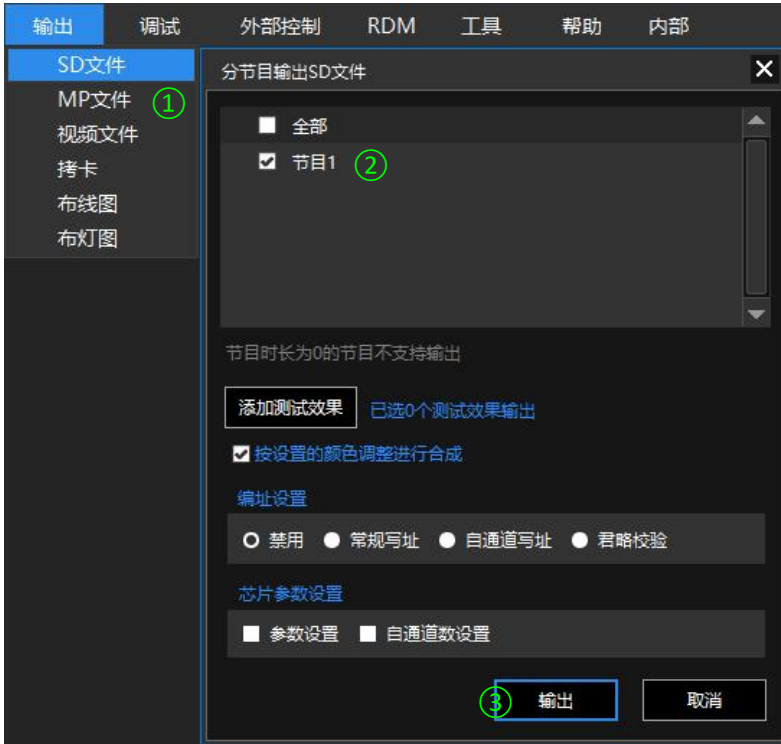 输出 调试 外部控制 RDM 工具 帮助 内部
SD文件
MP文件 ①
视频文件
拷卡
布线图
布灯图
分节目输出SD文件
全部
节目1 ②
节目时长为0的节目不支持输出
添加测试效果 已选0个测试效果输出
按设置的颜色调整进行合成
编址设置
禁用 常规写址 自通道写址 君略校验
芯片参数设置
参数设置 自通道数设置
③ 输出 取消